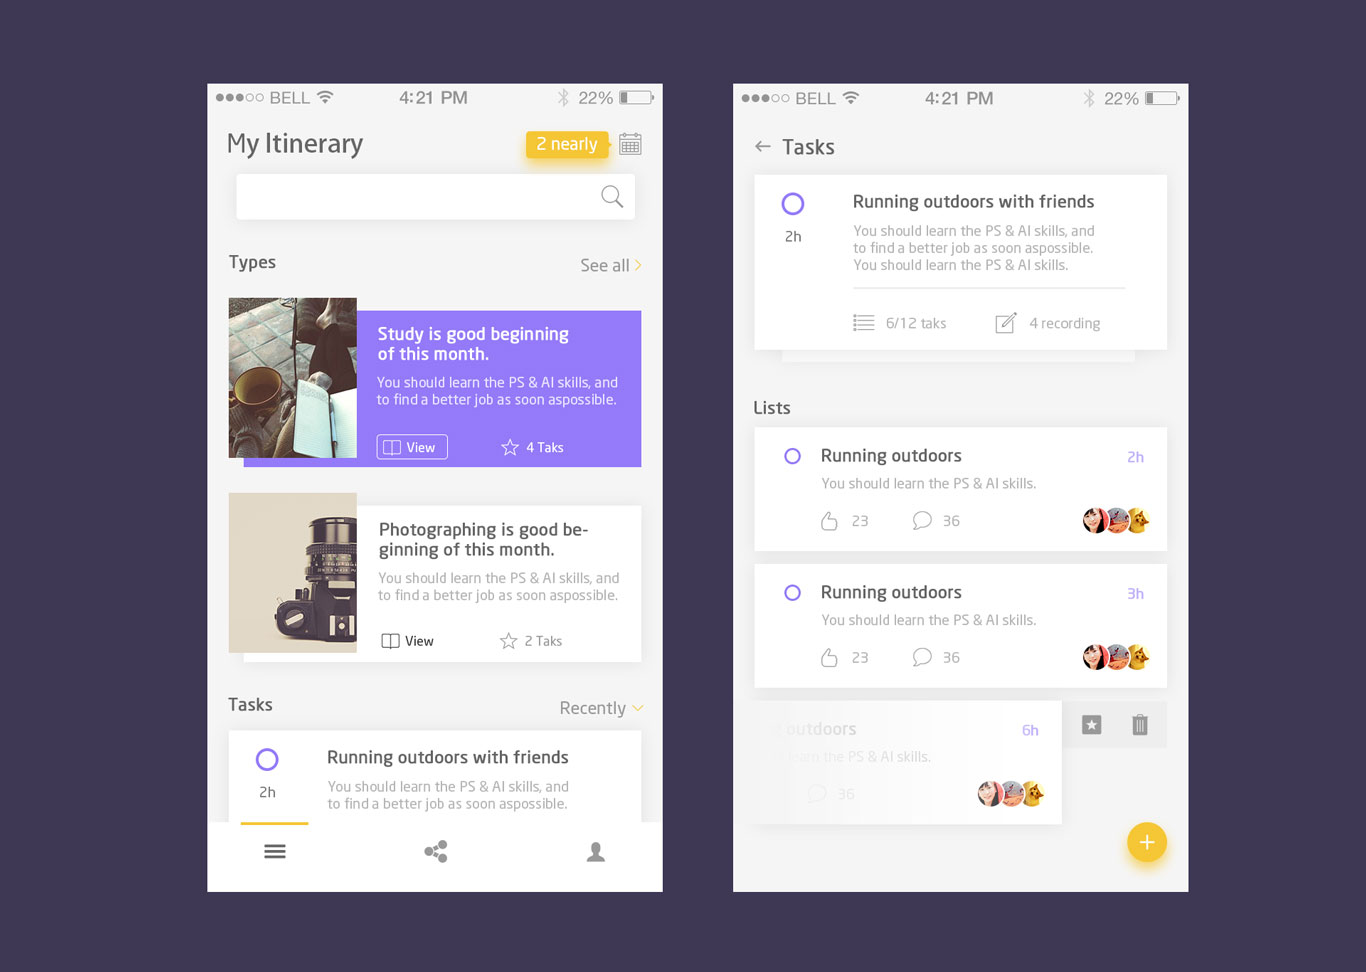 BELL 4:21 PM 22%
My Itinerary
2 nearly
Types
See all
Study is good beginning
of this month.
You should learn the PS & AI skills, and
to find a better job as soon aspossible.
View
4 Taks
Photographing is good be-
ginning of this month.
You should learn the PS & AI skills, and
to find a better job as soon aspossible.
View
2 Taks
Tasks
Recently
Running outdoors with friends
2h
You should learn the PS & AI skills, and
to find a better job as soon aspossible.
BELL 4:21 PM 22%
Tasks
Running outdoors with friends
2h
You should learn the PS & AI skills, and
to find a better job as soon aspossible.
You should learn the PS & AI skills.
6/12 taks
4 recording
Lists
Running outdoors
2h
You should learn the PS & AI skills.
23
36
Running outdoors
3h
You should learn the PS & AI skills.
23
36
outdoors
6h
learn the PS & AI skills.
36